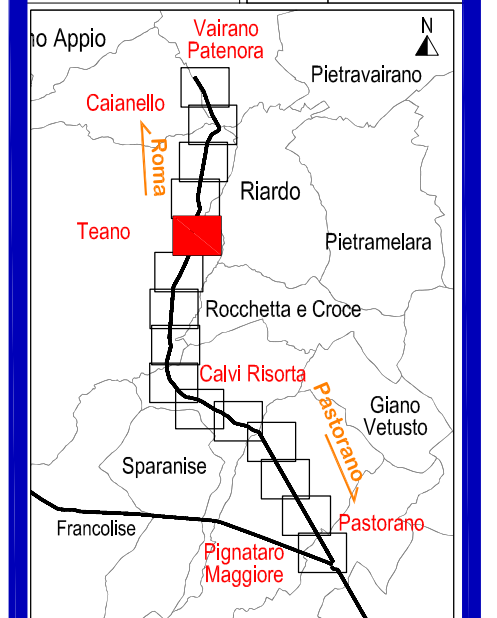 Vairano
Patenora
no Appio
N
Pietravairano
Caianello
Roma
Riardo
Teano
Pietramelara
Rocchetta e Croce
Calvi Risorta
Pastorano
Giano
Vetusto
Sparanise
Francolise
Pastorano
Pignataro
Maggiore